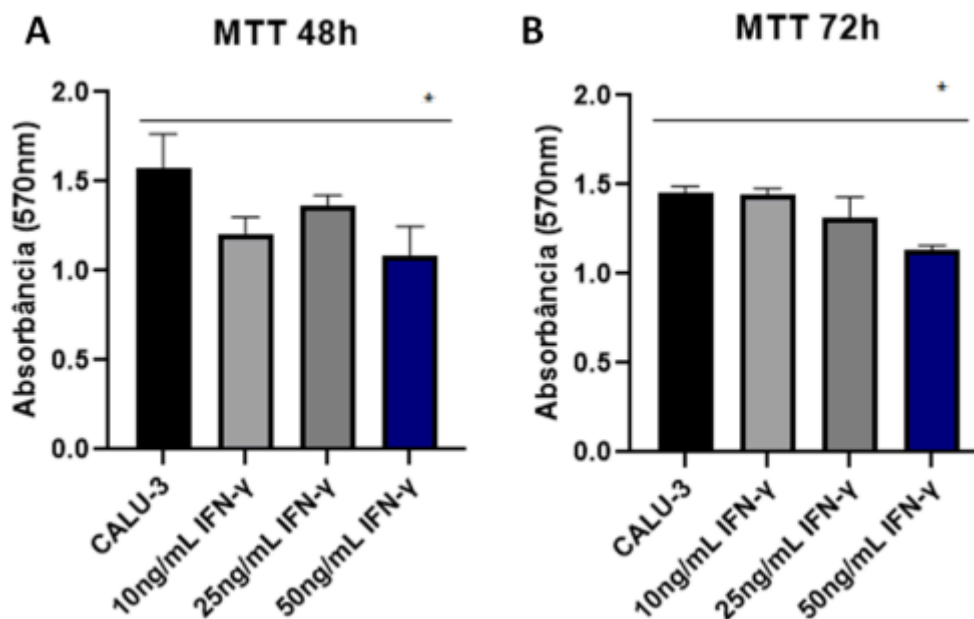 A
MTT 48h
Absorbância (570nm)
2.0
1.5
1.0
0.5
0.0
*
CALU-3
10ng/mL IFN-γ
25ng/mL IFN-γ
50ng/mL IFN-γ
B
MTT 72h
Absorbância (570nm)
2.0
1.5
1.0
0.5
0.0
*
CALU-3
10ng/mL IFN-γ
25ng/mL IFN-γ
50ng/mL IFN-γ